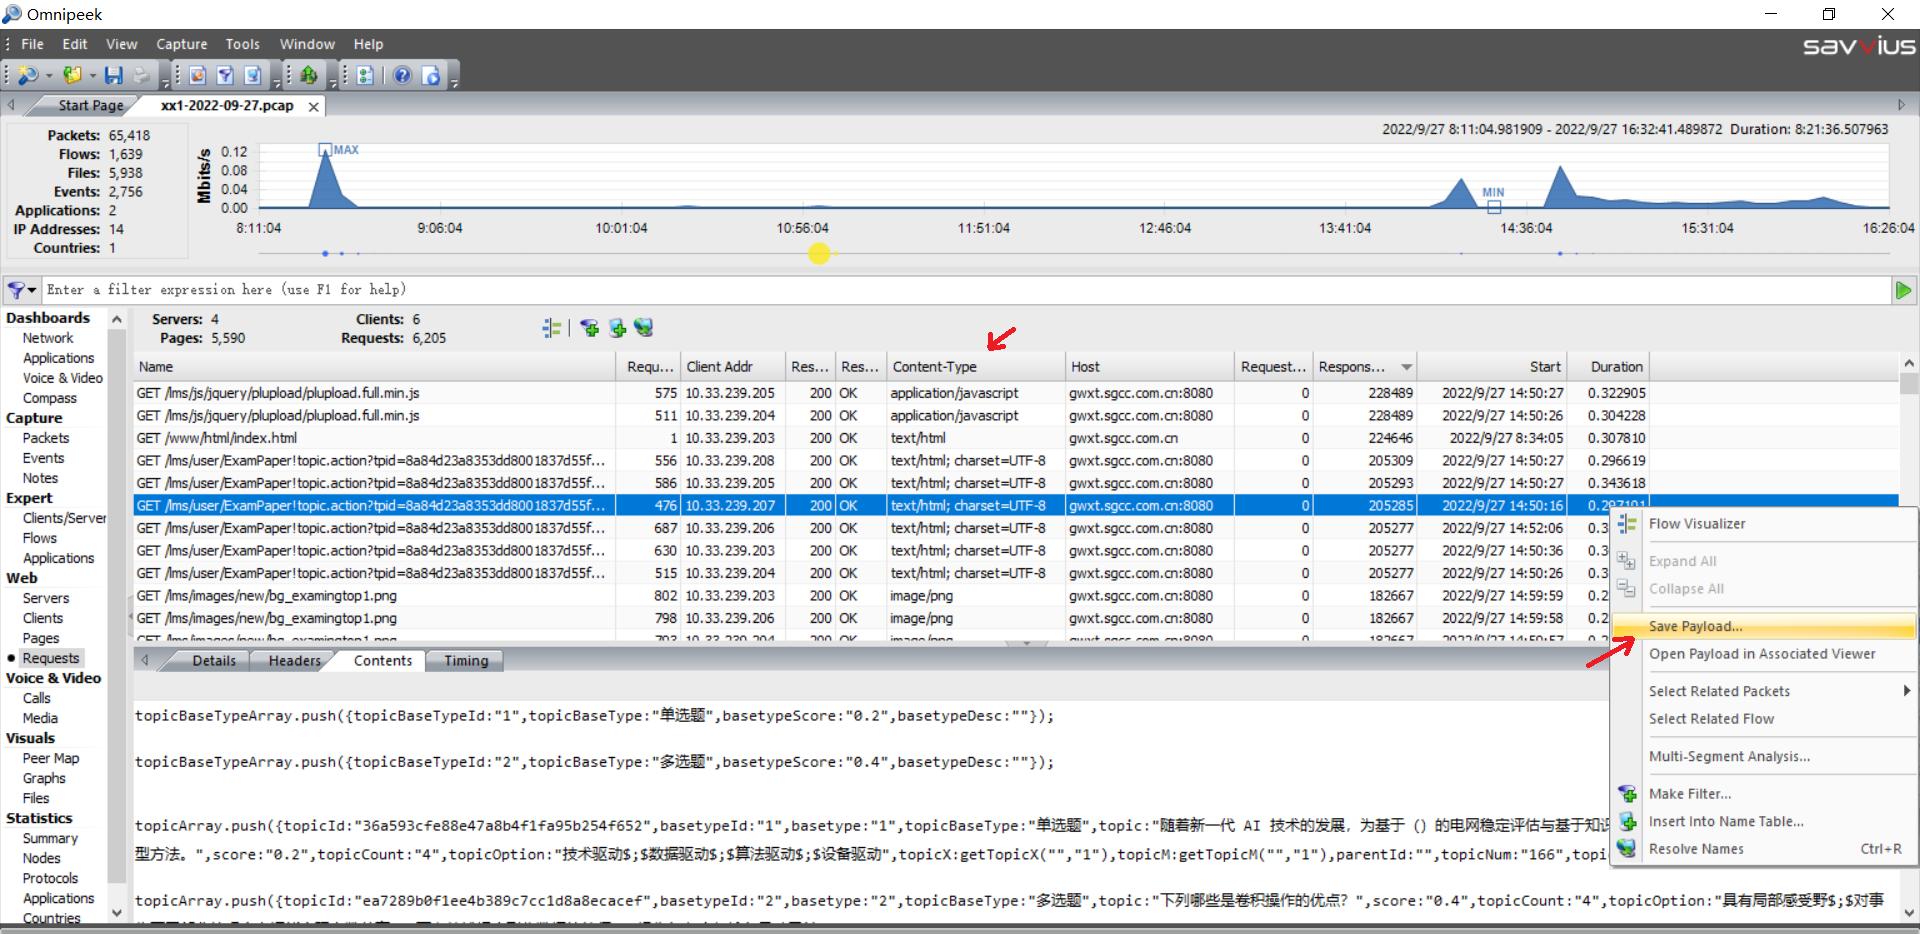 Omnipeek
File Edit View Capture Tools Window Help
savvius
Start Page xx1-2022-09-27.pcap
2022/9/27 8:11:04.981909 - 2022/9/27 16:32:41.489872 Duration: 8:21:36.507963
Packets: 65,418
Flows: 1,639
Files: 5,938
Events: 2,756
Applications: 2
IP Addresses: 14
Countries: 1
Mbits/s
0.12
0.08
0.04
0.00
MAX
MIN
8:11:04 9:06:04 10:01:04 10:56:04 11:51:04 12:46:04 13:41:04 14:36:04 15:31:04 16:26:04
Enter a filter expression here (use F1 for help)
Dashboards
Network
Applications
Voice & Video
Compass
Capture
Packets
Events
Notes
Expert
Clients/Server
Flows
Applications
Web
Servers
Clients
Pages
Requests
Voice & Video
Calls
Media
Visuals
Peer Map
Graphs
Files
Statistics
Summary
Nodes
Protocols
Applications
Countries
Servers: 4 Clients: 6
Pages: 5,590 Requests: 6,205
Name Requ... Client Addr Res... Res... Content-Type Host Request... Respons... Start Duration
GET /lms/js/jquery/plupload/plupload.full.min.js 575 10.33.239.205 200 OK application/javascript gwxt.sgcc.com.cn:8080 0 228489 2022/9/27 14:50:27 0.322905
GET /lms/js/jquery/plupload/plupload.full.min.js 511 10.33.239.204 200 OK application/javascript gwxt.sgcc.com.cn:8080 0 228489 2022/9/27 14:50:26 0.304228
GET /www/html/index.html 1 10.33.239.203 200 OK text/html gwxt.sgcc.com.cn 0 224646 2022/9/27 8:34:05 0.307810
GET /lms/user/ExamPaper!topic.action?tpid=8a84d23a8353dd8001837d55f... 556 10.33.239.208 200 OK text/html; charset=UTF-8 gwxt.sgcc.com.cn:8080 0 205309 2022/9/27 14:50:27 0.296619
GET /lms/user/ExamPaper!topic.action?tpid=8a84d23a8353dd8001837d55f... 586 10.33.239.205 200 OK text/html; charset=UTF-8 gwxt.sgcc.com.cn:8080 0 205293 2022/9/27 14:50:27 0.343618
GET /lms/user/ExamPaper!topic.action?tpid=8a84d23a8353dd8001837d55f... 476 10.33.239.207 200 OK text/html; charset=UTF-8 gwxt.sgcc.com.cn:8080 0 205285 2022/9/27 14:50:16 0.297101
GET /lms/user/ExamPaper!topic.action?tpid=8a84d23a8353dd8001837d55f... 687 10.33.239.206 200 OK text/html; charset=UTF-8 gwxt.sgcc.com.cn:8080 0 205277 2022/9/27 14:52:06 0.3
GET /lms/user/ExamPaper!topic.action?tpid=8a84d23a8353dd8001837d55f... 630 10.33.239.203 200 OK text/html; charset=UTF-8 gwxt.sgcc.com.cn:8080 0 205277 2022/9/27 14:50:36 0.3
GET /lms/user/ExamPaper!topic.action?tpid=8a84d23a8353dd8001837d55f... 515 10.33.239.204 200 OK text/html; charset=UTF-8 gwxt.sgcc.com.cn:8080 0 205277 2022/9/27 14:50:26 0.3
GET /lms/images/new/bg_examingtop1.png 802 10.33.239.203 200 OK image/png gwxt.sgcc.com.cn:8080 0 182667 2022/9/27 14:59:59 0.2
GET /lms/images/new/bg_examingtop1.png 798 10.33.239.206 200 OK image/png gwxt.sgcc.com.cn:8080 0 182667 2022/9/27 14:59:58 0.2
GET /lms/images/new/bg_examingtop1.png 793 10.33.239.204 200 OK image/png gwxt.sgcc.com.cn:8080 0 182667 2022/9/27 14:59:57
Flow Visualizer
Expand All
Collapse All
Save Payload...
Open Payload in Associated Viewer
Select Related Packets
Select Related Flow
Multi-Segment Analysis...
Make Filter...
Insert Into Name Table...
Resolve Names Ctrl+R
Details Headers Contents Timing
topicBaseTypeArray.push({topicBaseTypeId:"1",topicBaseType:"单选题",basetypeScore:"0.2",basetypeDesc:""});
topicBaseTypeArray.push({topicBaseTypeId:"2",topicBaseType:"多选题",basetypeScore:"0.4",basetypeDesc:""});
topicArray.push({topicId:"36a593cfe88e47a8b4f1fa95b254f652",basetypeId:"1",basetype:"1",topicBaseType:"单选题",topic:"随着新一代 AI 技术的发展，为基于（）的电网稳定评估与基于知识
型方法。",score:"0.2",topicCount:"4",topicOption:"技术驱动$;$数据驱动$;$算法驱动$;$设备驱动",topicX:getTopicX("","1"),topicM:getTopicM("","1"),parentId:"",topicNum:"166",topic
topicArray.push({topicId:"ea7289b0f1ee4b389c7cc1d8a8ecacef",basetypeId:"2",basetype:"2",topicBaseType:"多选题",topic:"下列哪些是卷积操作的优点？",score:"0.4",topicCount:"4",topicOption:"具有局部感受野$;$对事